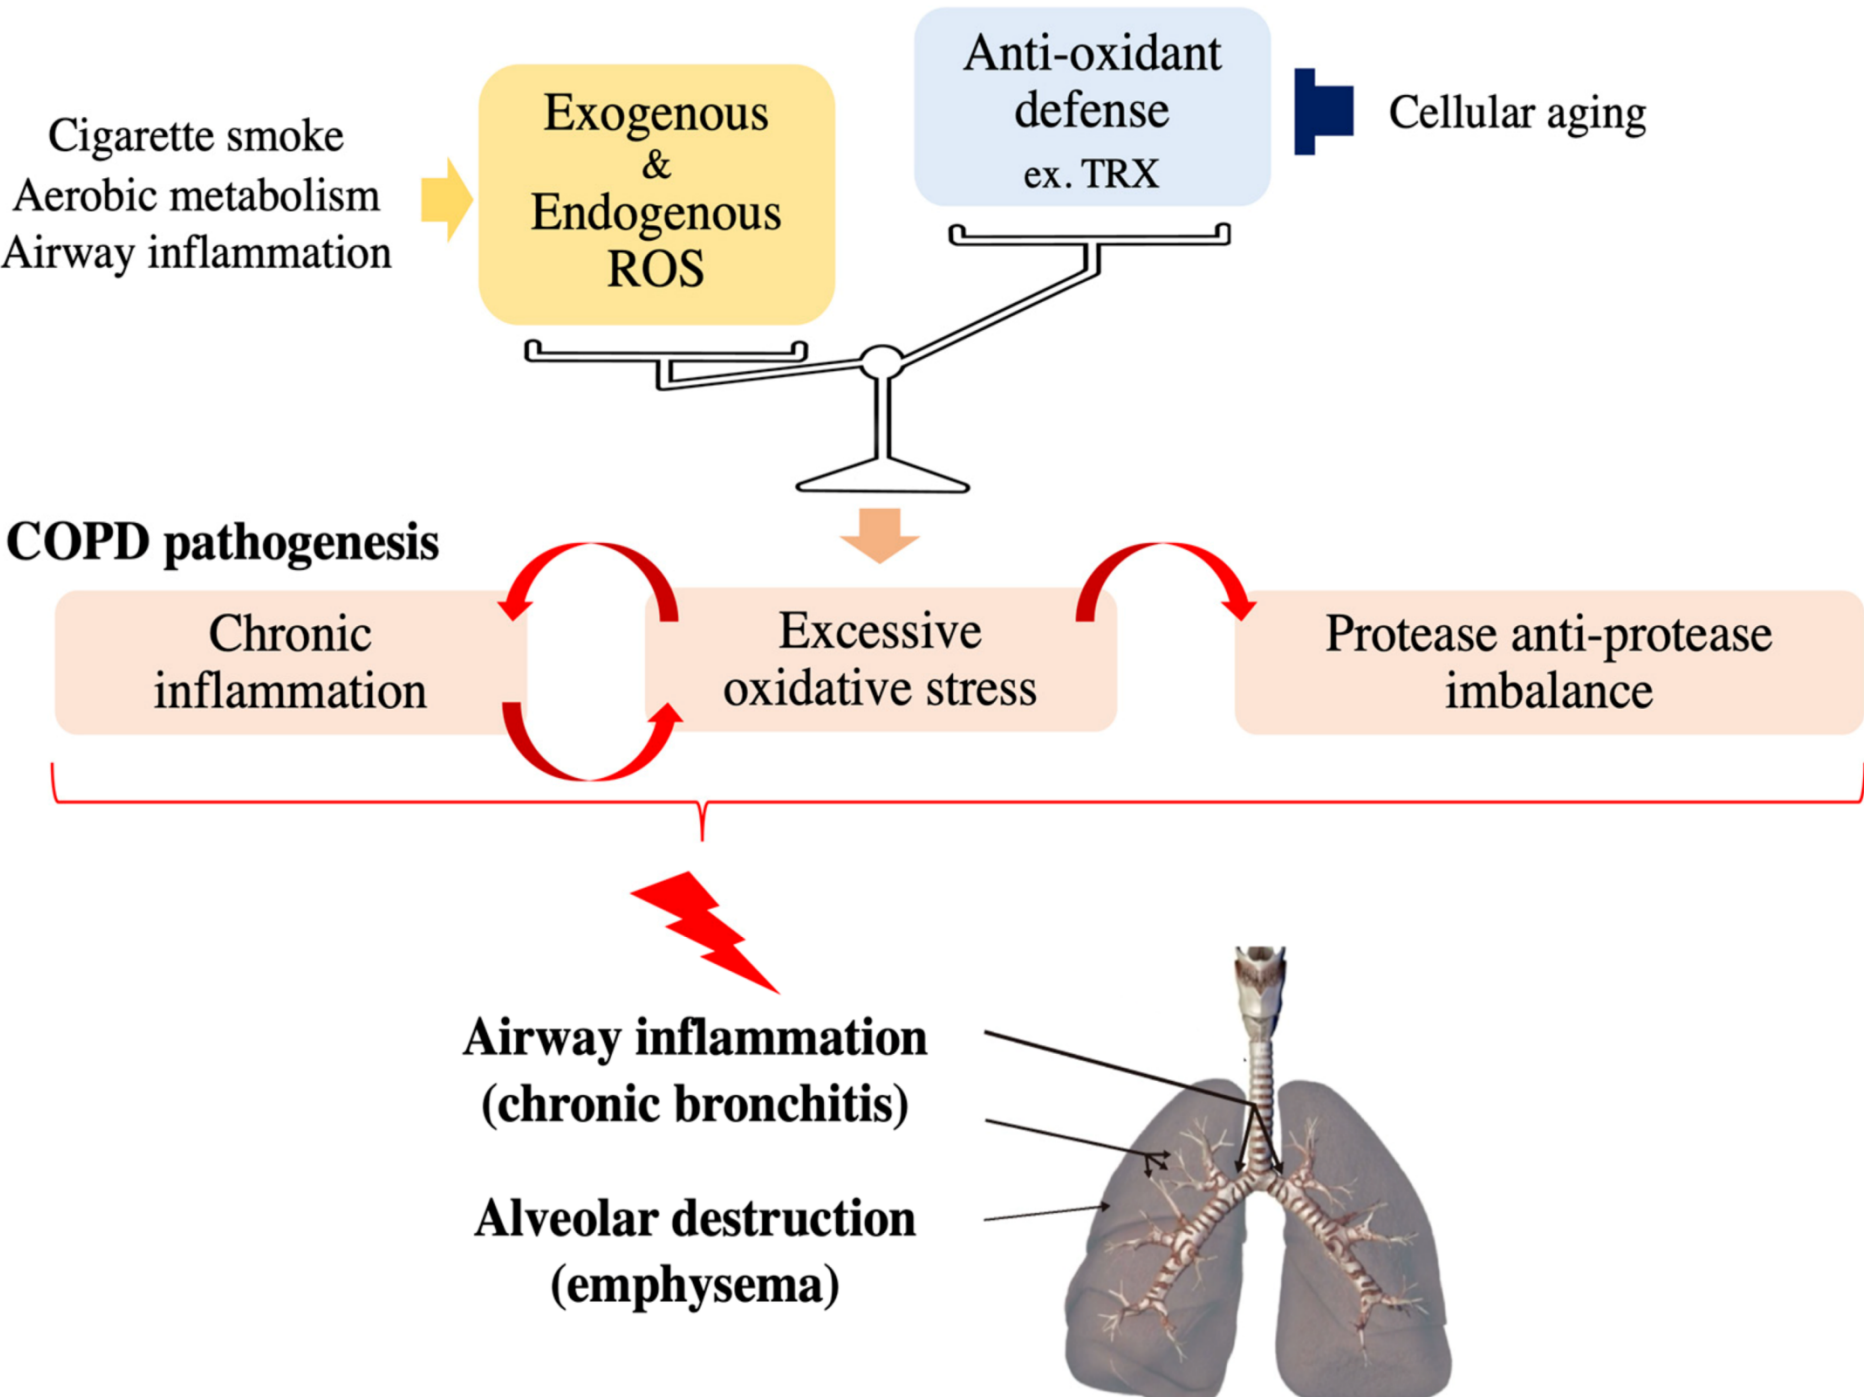 Cigarette smoke
Aerobic metabolism
Airway inflammation
Exogenous
&
Endogenous
ROS
Anti-oxidant
defense
ex. TRX
Cellular aging
COPD pathogenesis
Chronic
inflammation
Excessive
oxidative stress
Protease anti-protease
imbalance
Airway inflammation
(chronic bronchitis)
Alveolar destruction
(emphysema)